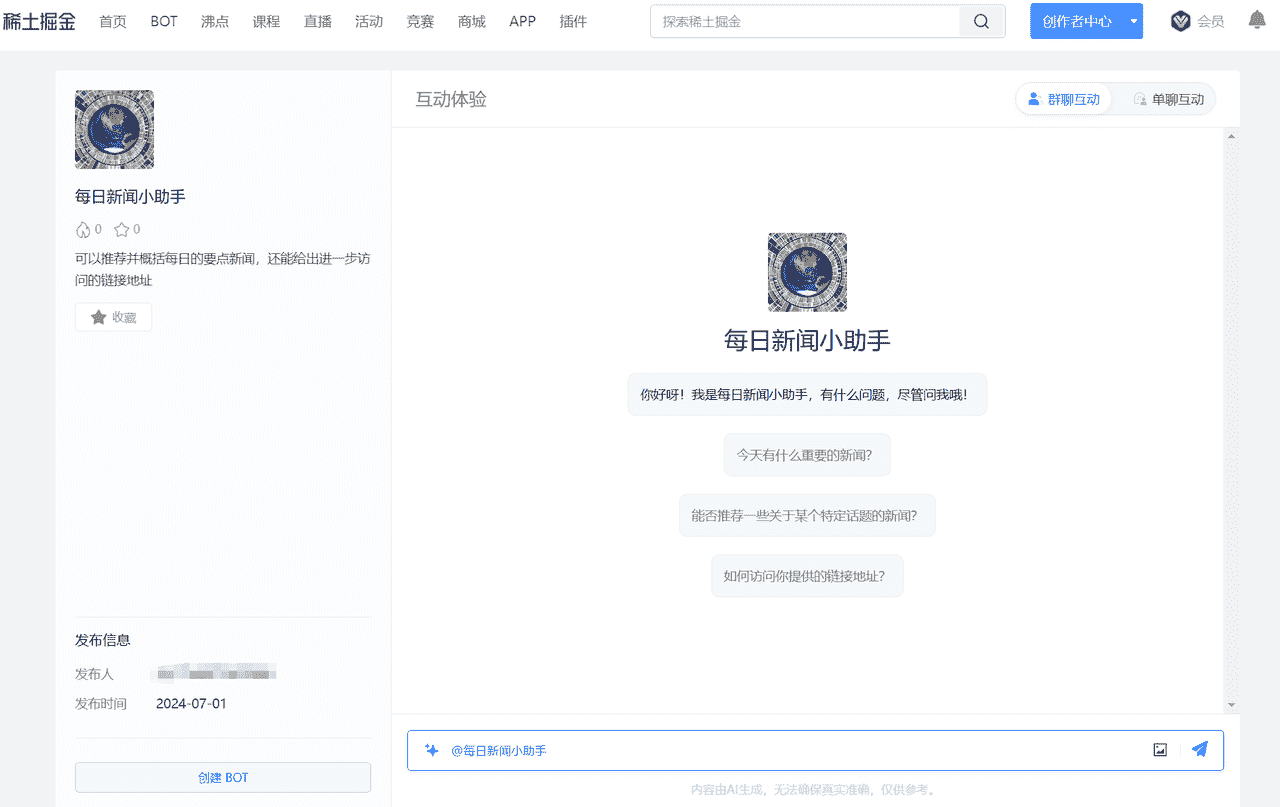 稀土掘金 首页 BOT 沸点 课程 直播 活动 竞赛 商城 APP 插件 探索稀土掘金 创作者中心 会员
每日新闻小助手
0 0
可以推荐并概括每日的要点新闻，还能给出进一步访
问的链接地址
收藏
发布信息
发布人
发布时间 2024-07-01
创建 BOT
互动体验 群聊互动 单聊互动
每日新闻小助手
你好呀！我是每日新闻小助手，有什么问题，尽管问我哦！
今天有什么重要的新闻？
能否推荐一些关于某个特定话题的新闻？
如何访问你提供的链接地址？
@每日新闻小助手
内容由AI生成，无法确保真实准确，仅供参考。